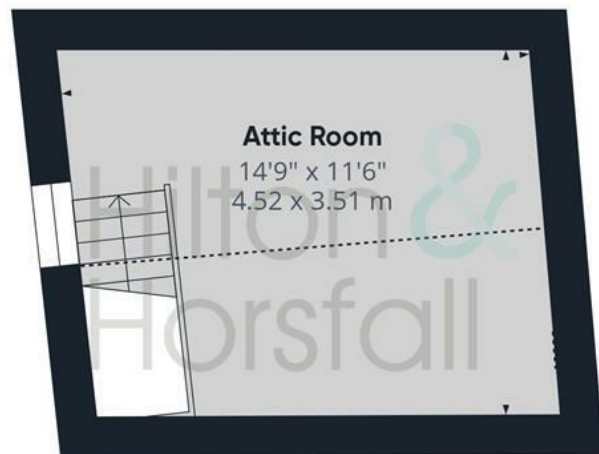 Attic Room
14'9" x 11'6"
4.52 x 3.51 m
Hilton &
Horsfall